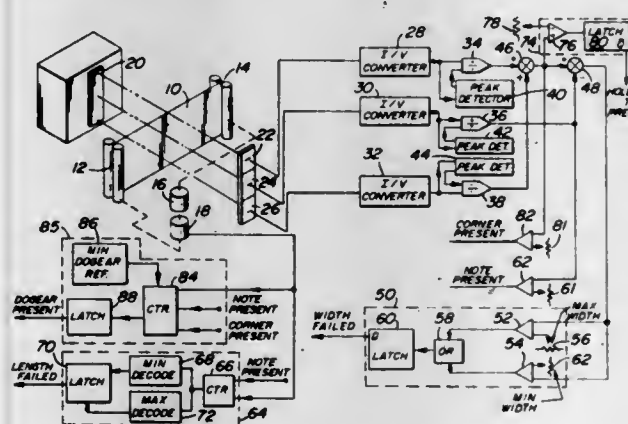 20
10
14
12
16
18
22
24
26
28
I/V
CONVERTER
30
I/V
CONVERTER
32
I/V
CONVERTER
34
÷
PEAK
DETECTOR
40
36
÷
42
PEAK DET.
44
PEAK DET.
÷
38
46
78
74
76
LATCH
80
48
HOL
T
PRE
CORNER
PRESENT
82
81
NOTE
PRESENT
62
61
50
WIDTH
FAILED
60
LATCH
58
OR
52
54
MAX
WIDTH
56
62
MIN
WIDTH
85
86
MIN
DOGEAR
REF.
84
CTR.
88
LATCH
DOGEAR
PRESENT
NOTE
PRESENT
CORNER
PRESENT
70
LENGTH
FAILED
LATCH
68
MIN
DECODE
72
MAX
DECODE
66
CTR
NOTE
PRESENT
64